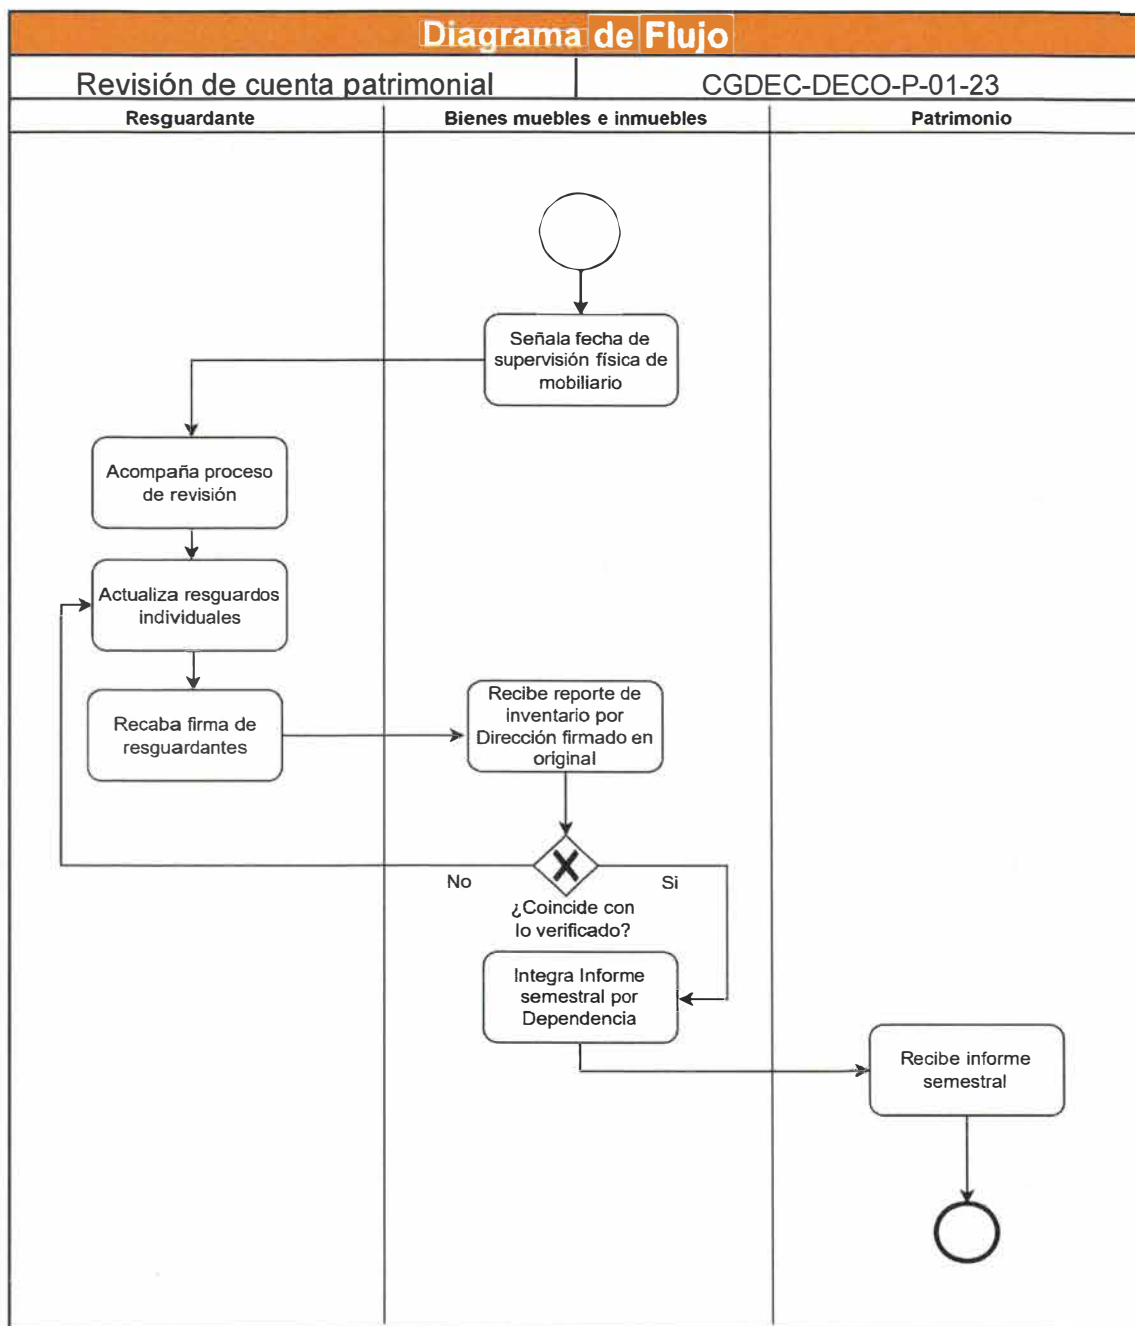 Diagrama de Flujo
Revisión de cuenta patrimonial
CGDEC-DECO-P-01-23
Resguardante
Bienes muebles e inmuebles
Patrimonio
Señala fecha de
supervisión física de
mobiliario
Acompaña proceso
de revisión
Actualiza resguardos
individuales
Recaba firma de
resguardantes
Recibe reporte de
inventario por
Dirección firmado en
original
No
Si
¿Coincide con
lo verificado?
Integra Informe
semestral por
Dependencia
Recibe informe
semestral